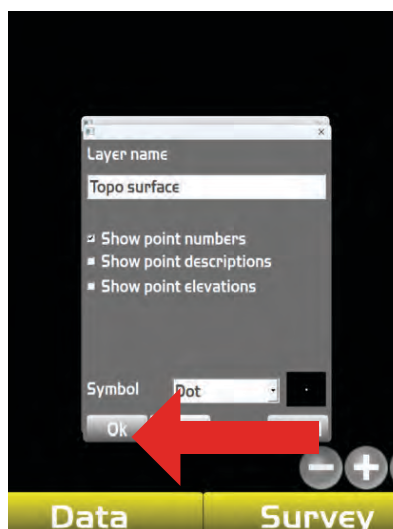 Layer name
Topo surface
Show point numbers
Show point descriptions
Show point elevations
Symbol Dot
Ok
Data Survey